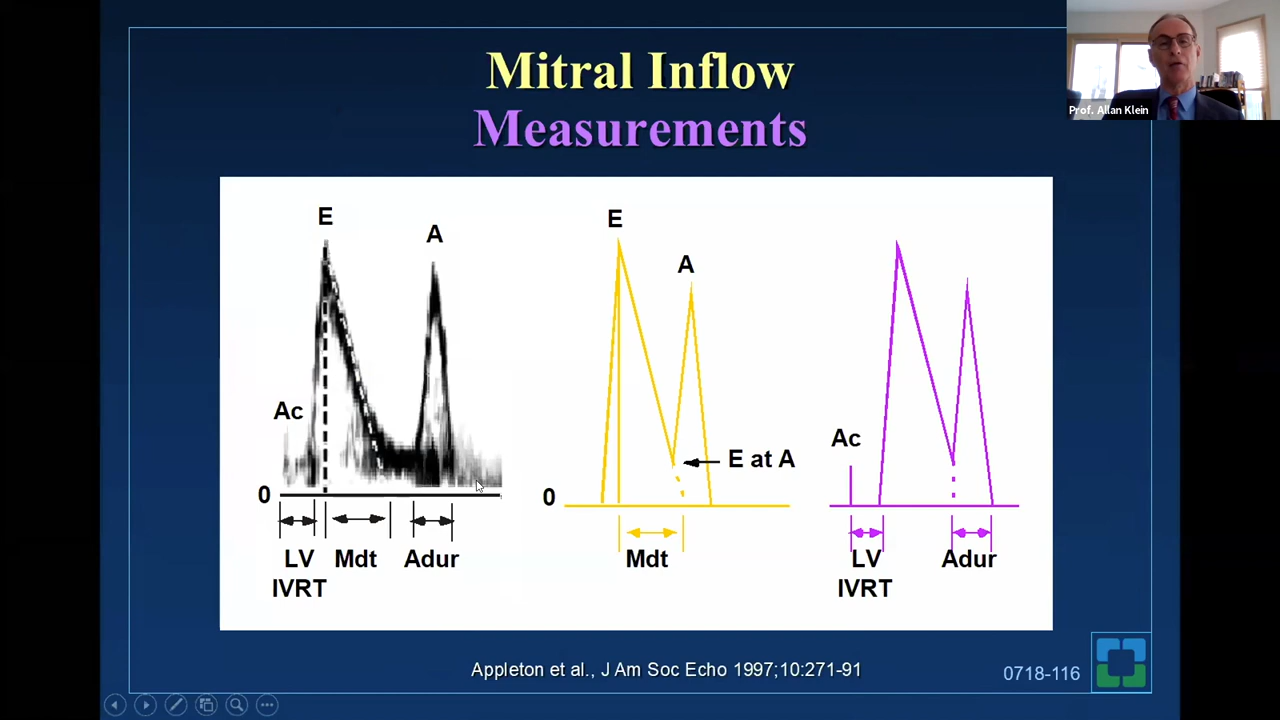 Mitral Inflow
Measurements
Prof. Allan Klein
E
A
Ac
0
LV
IVRT
Mdt
Adur
E
A
E at A
0
Mdt
Ac
LV
IVRT
Adur
Appleton et al., J Am Soc Echo 1997;10:271-91
0718-116